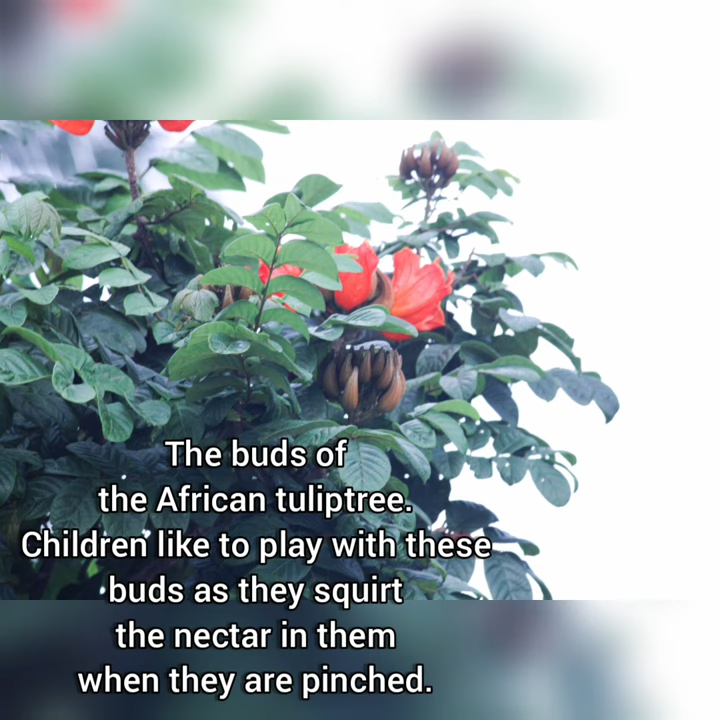 The buds of
the African tuliptree.
Children like to play with these
buds as they squirt
the nectar in them
when they are pinched.